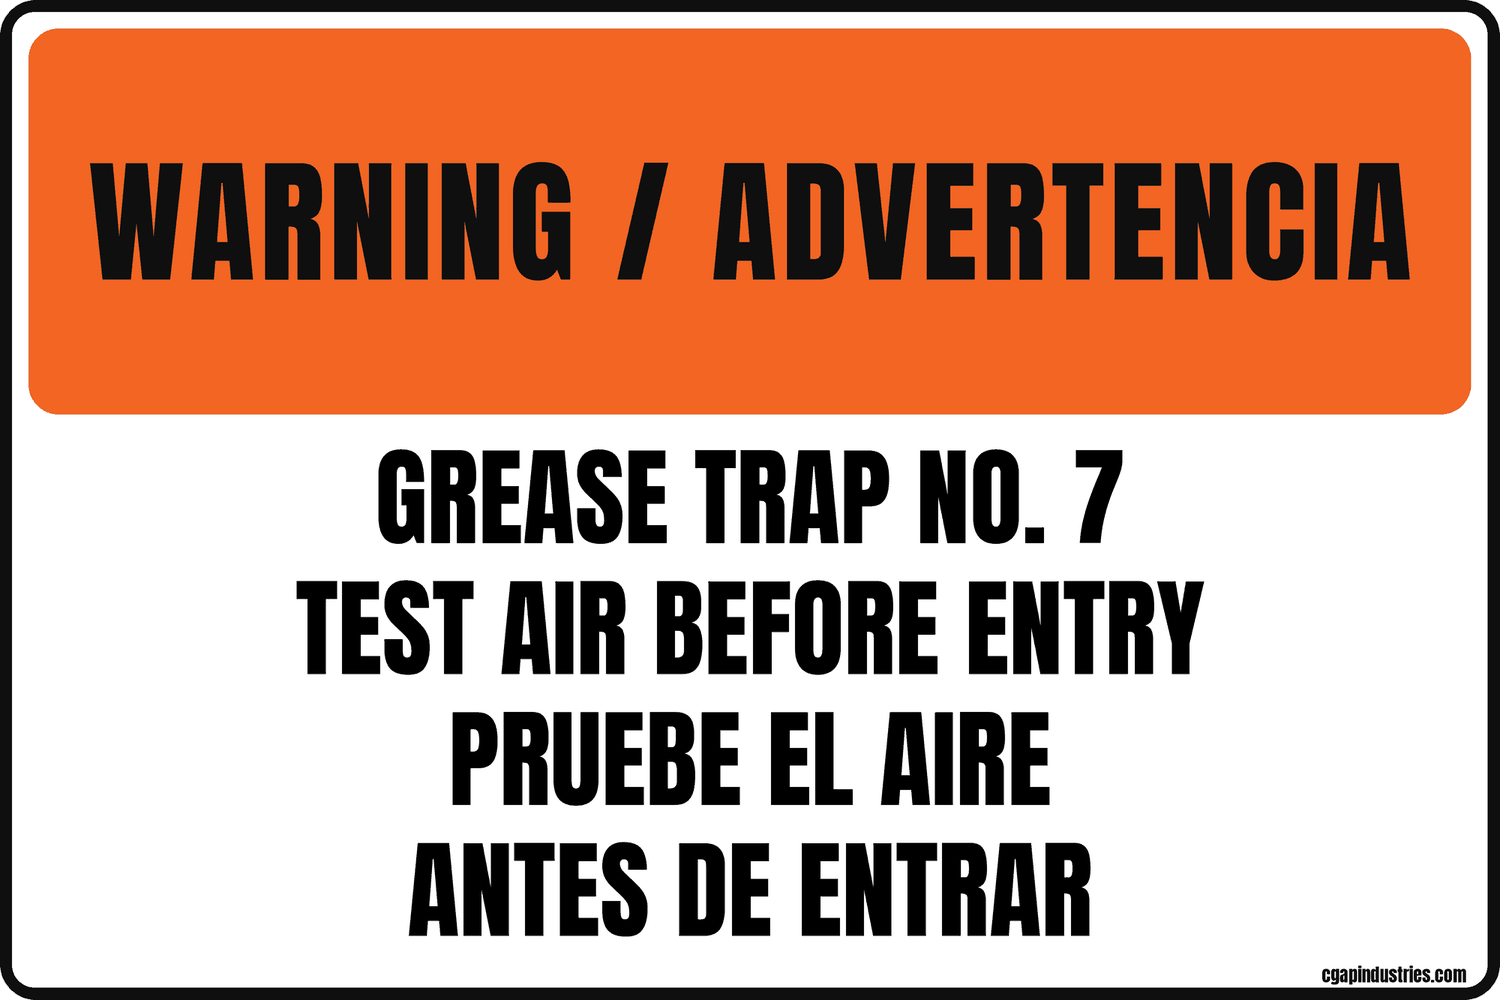 WARNING / ADVERTENCIA
GREASE TRAP NO. 7
TEST AIR BEFORE ENTRY
PRUEBE EL AIRE
ANTES DE ENTRAR
cgapindustries.com